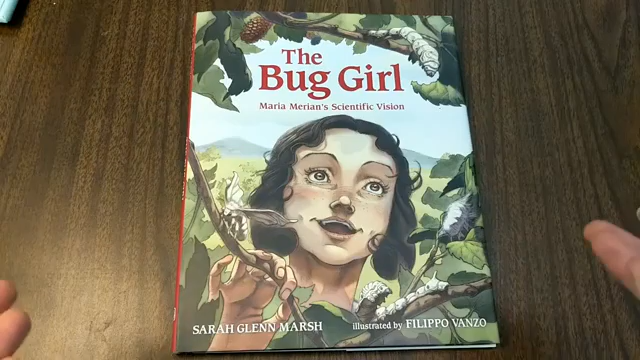 The
Bug Girl
Maria Merian's Scientific Vision
SARAH GLENN MARSH
illustrated by FILIPPO VANZO